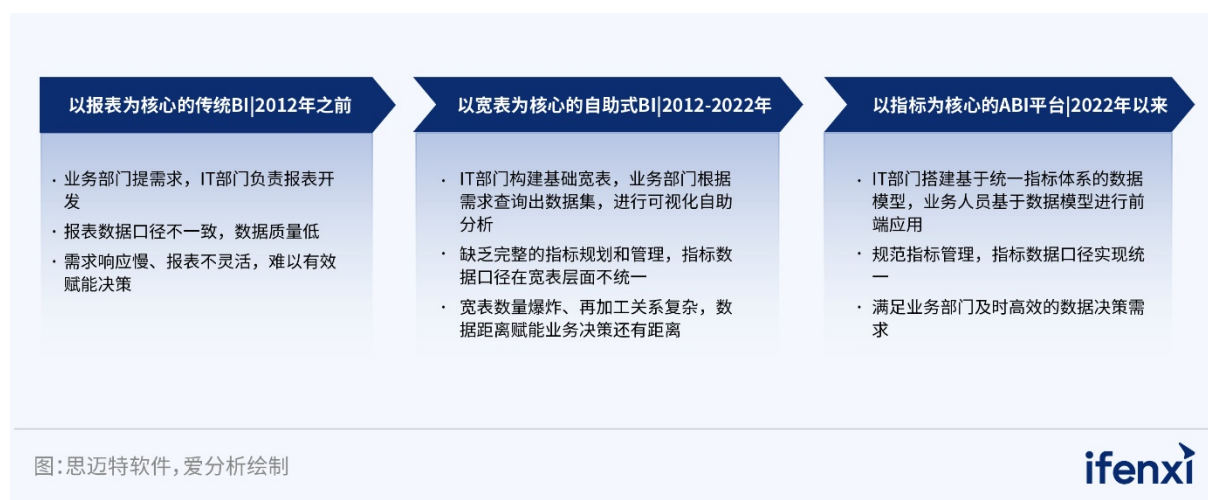 以报表为核心的传统BI|2012年之前
· 业务部门提需求，IT部门负责报表开
发
· 报表数据口径不一致，数据质量低
· 需求响应慢、报表不灵活，难以有效
赋能决策
以宽表为核心的自助式BI|2012-2022年
· IT部门构建基础宽表，业务部门根据
需求查询出数据集，进行可视化自助
分析
· 缺乏完整的指标规划和管理，指标数
据口径在宽表层面不统一
· 宽表数量爆炸、再加工关系复杂，数
据距离赋能业务决策还有距离
以指标为核心的ABI平台|2022年以来
· IT部门搭建基于统一指标体系的数据
模型，业务人员基于数据模型进行前
端应用
· 规范指标管理，指标数据口径实现统
一
· 满足业务部门及时高效的数据决策需
求
图：思迈特软件，爱分析绘制
ifenxi